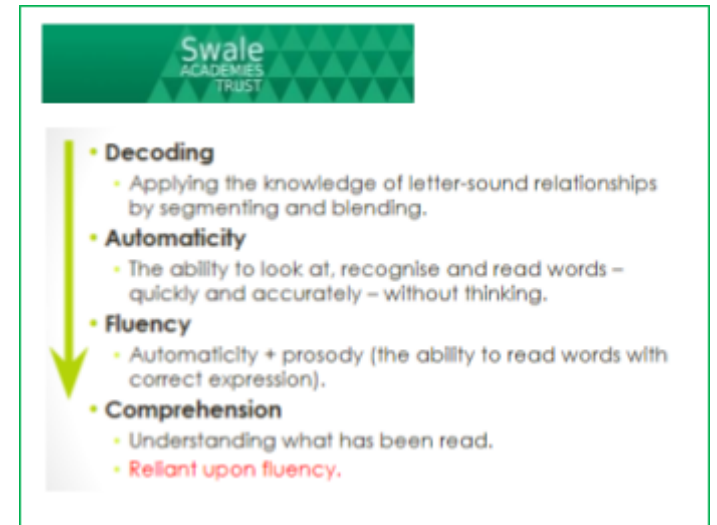 Swale
ACADEMIES
TRUST
• Decoding
• Applying the knowledge of letter-sound relationships
by segmenting and blending.
• Automaticity
• The ability to look at, recognise and read words –
quickly and accurately – without thinking.
• Fluency
• Automaticity + prosody (the ability to read words with
correct expression).
• Comprehension
• Understanding what has been read.
• Reliant upon fluency.